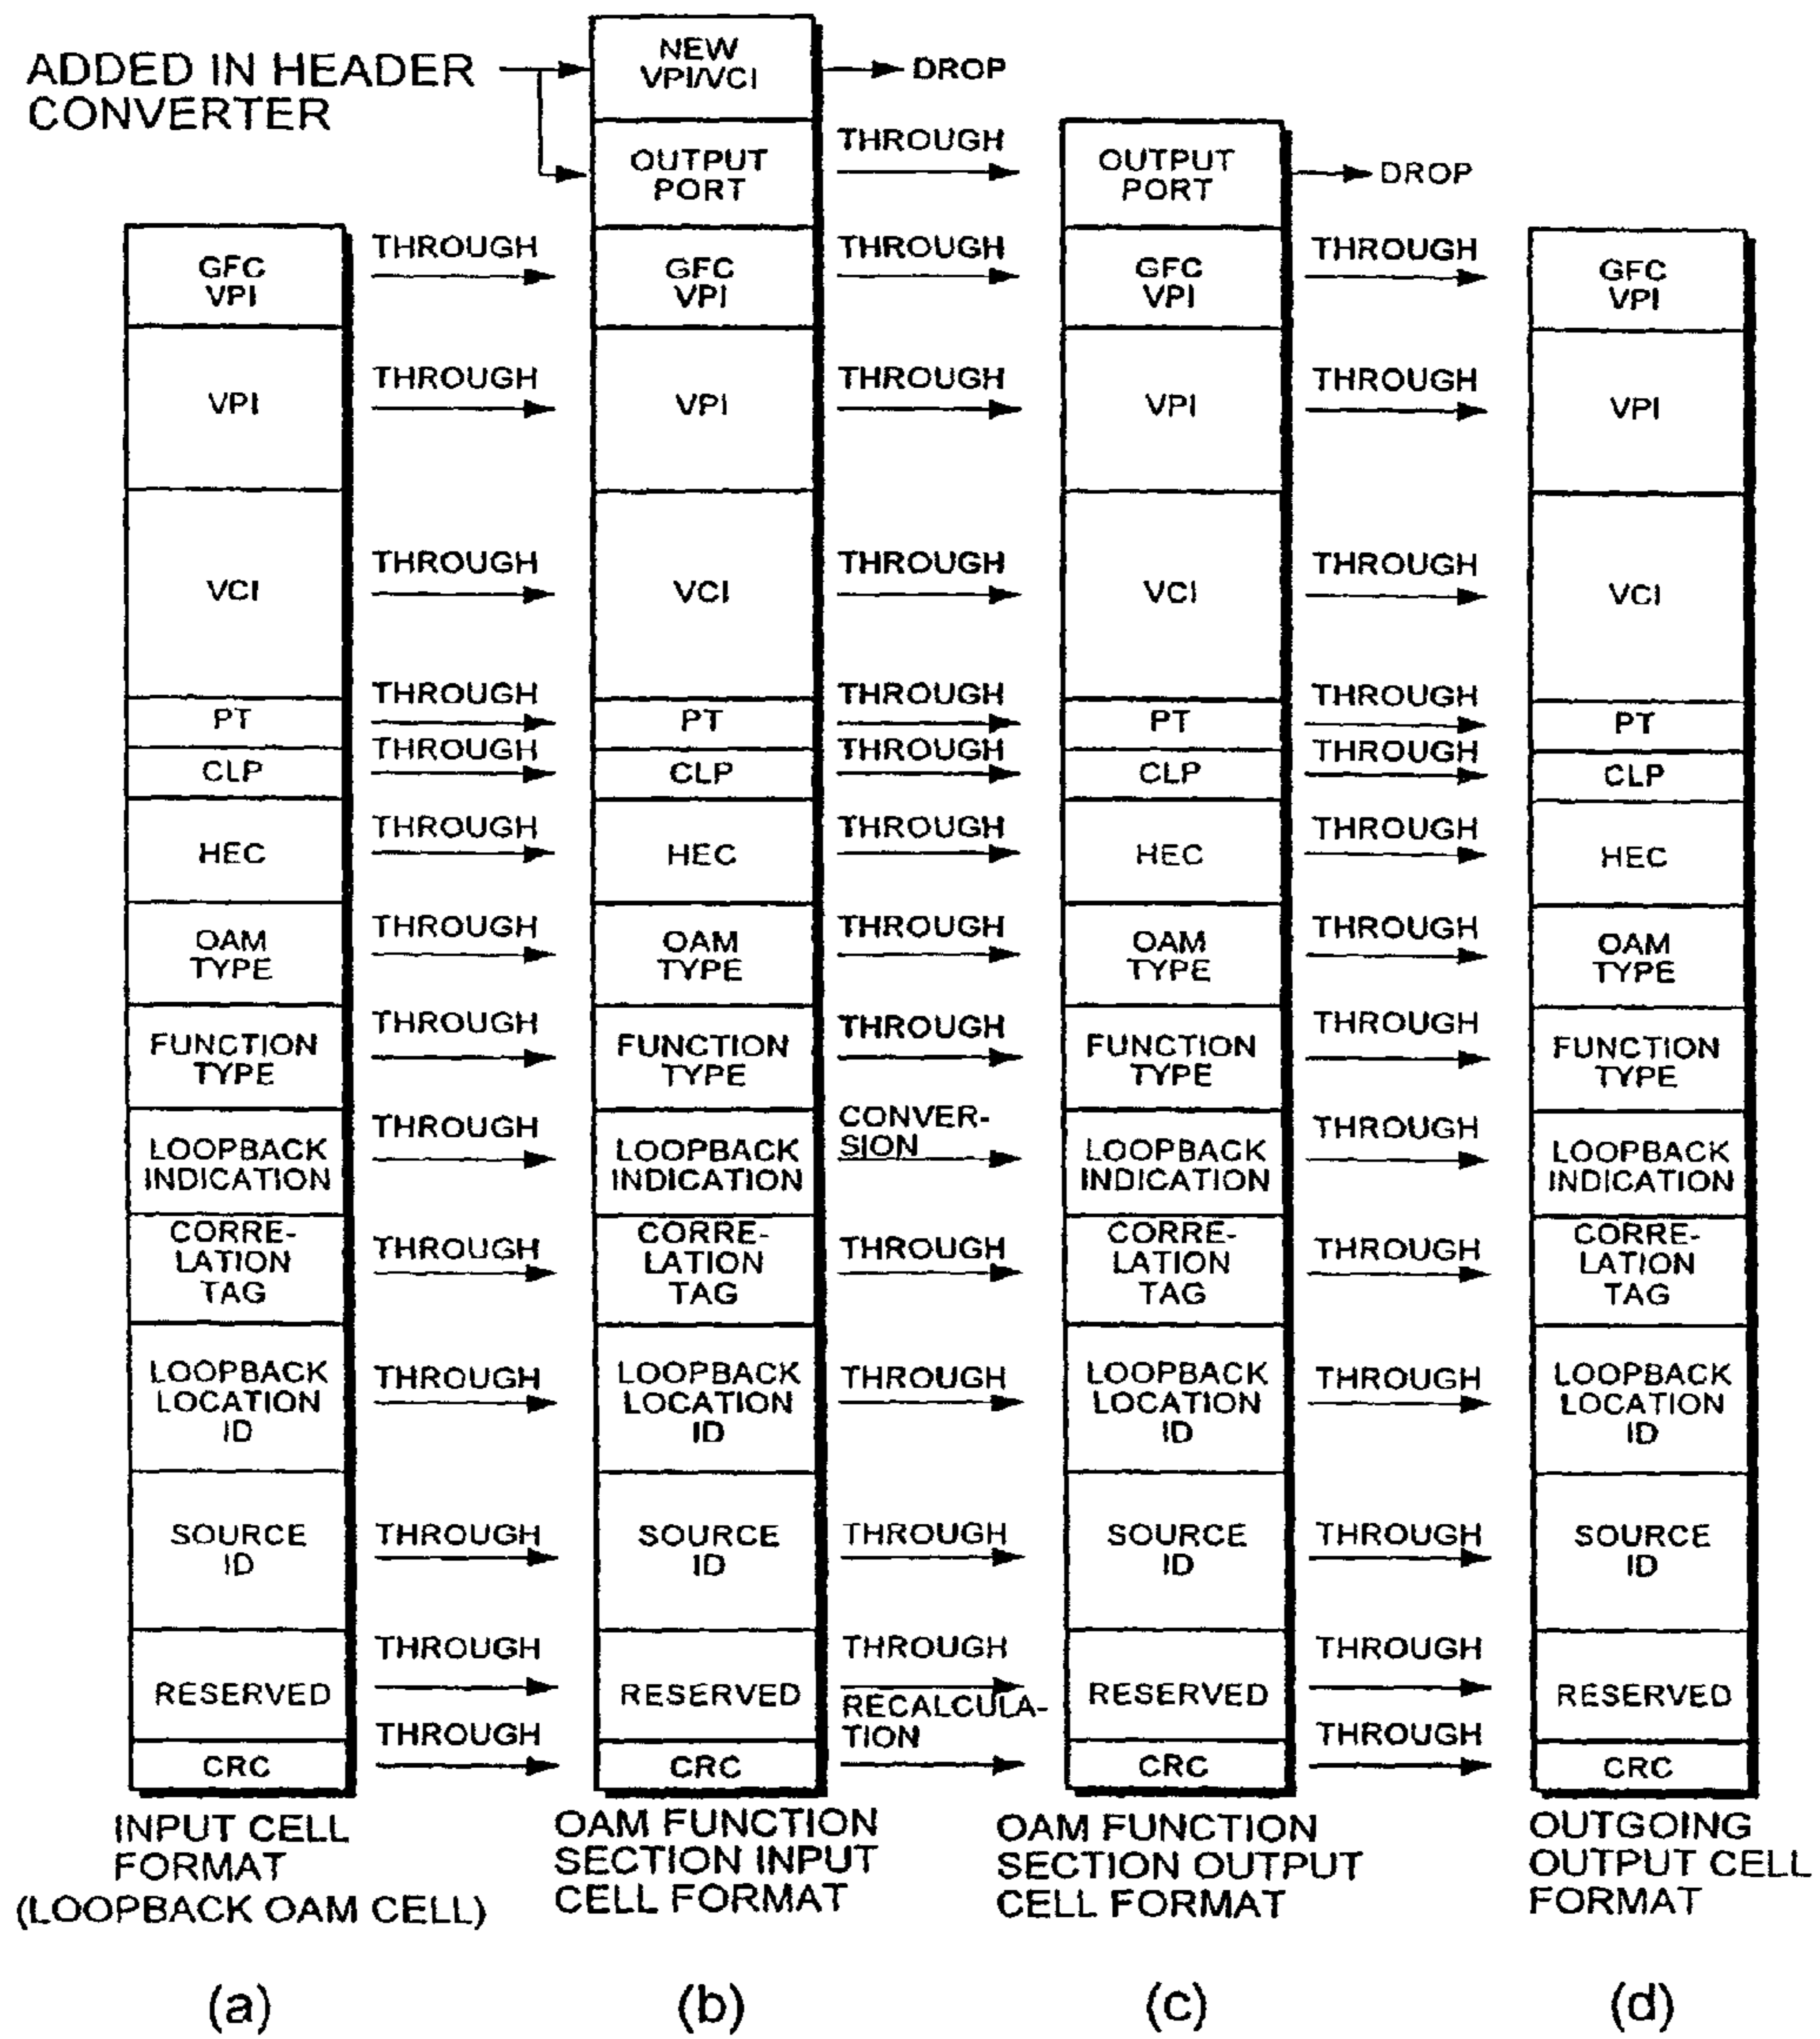 ADDED IN HEADER
CONVERTER
NEW
VPI/VCI
DROP
OUTPUT
PORT
THROUGH
OUTPUT
PORT
DROP
GFC
VPI
THROUGH
GFC
VPI
THROUGH
GFC
VPI
THROUGH
GFC
VPI
VPI
THROUGH
VPI
THROUGH
VPI
THROUGH
VPI
VCI
THROUGH
VCI
THROUGH
VCI
THROUGH
VCI
PT
THROUGH
PT
THROUGH
PT
THROUGH
PT
CLP
THROUGH
CLP
THROUGH
CLP
THROUGH
CLP
HEC
THROUGH
HEC
THROUGH
HEC
THROUGH
HEC
OAM
TYPE
THROUGH
OAM
TYPE
THROUGH
OAM
TYPE
THROUGH
OAM
TYPE
FUNCTION
TYPE
THROUGH
FUNCTION
TYPE
THROUGH
FUNCTION
TYPE
THROUGH
FUNCTION
TYPE
LOOPBACK
INDICATION
THROUGH
LOOPBACK
INDICATION
CONVER-
SION
LOOPBACK
INDICATION
THROUGH
LOOPBACK
INDICATION
CORRE-
LATION
TAG
THROUGH
CORRE-
LATION
TAG
THROUGH
CORRE-
LATION
TAG
THROUGH
CORRE-
LATION
TAG
LOOPBACK
LOCATION
ID
THROUGH
LOOPBACK
LOCATION
ID
THROUGH
LOOPBACK
LOCATION
ID
THROUGH
LOOPBACK
LOCATION
ID
SOURCE
ID
THROUGH
SOURCE
ID
THROUGH
SOURCE
ID
THROUGH
SOURCE
ID
RESERVED
THROUGH
RESERVED
THROUGH
RESERVED
THROUGH
RESERVED
CRC
THROUGH
CRC
RECALCULA-
TION
CRC
THROUGH
CRC
INPUT CELL
FORMAT
(LOOPBACK OAM CELL)
OAM FUNCTION
SECTION INPUT
CELL FORMAT
OAM FUNCTION
SECTION OUTPUT
CELL FORMAT
OUTGOING
OUTPUT CELL
FORMAT
(a)
(b)
(c)
(d)